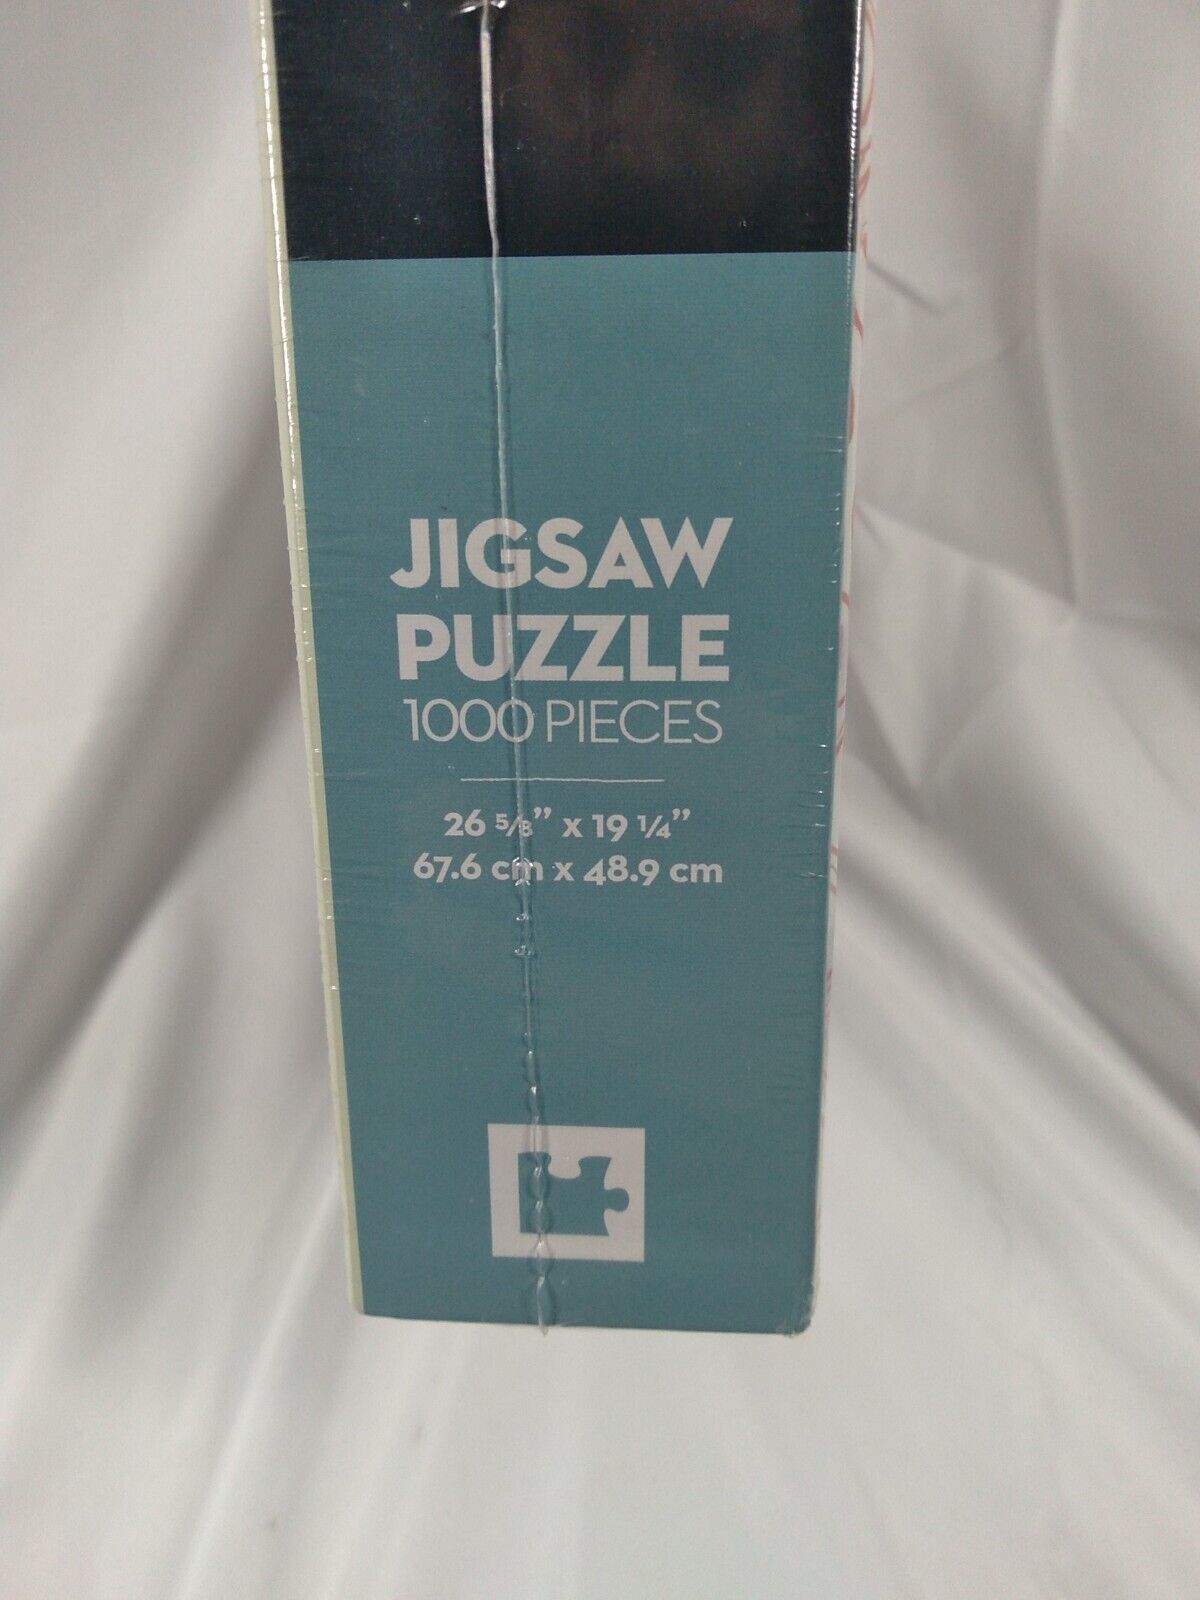 JIGSAW
PUZZLE
1000 PIECES
26 5/8” x 19 1/4”
67.6 cm x 48.9 cm